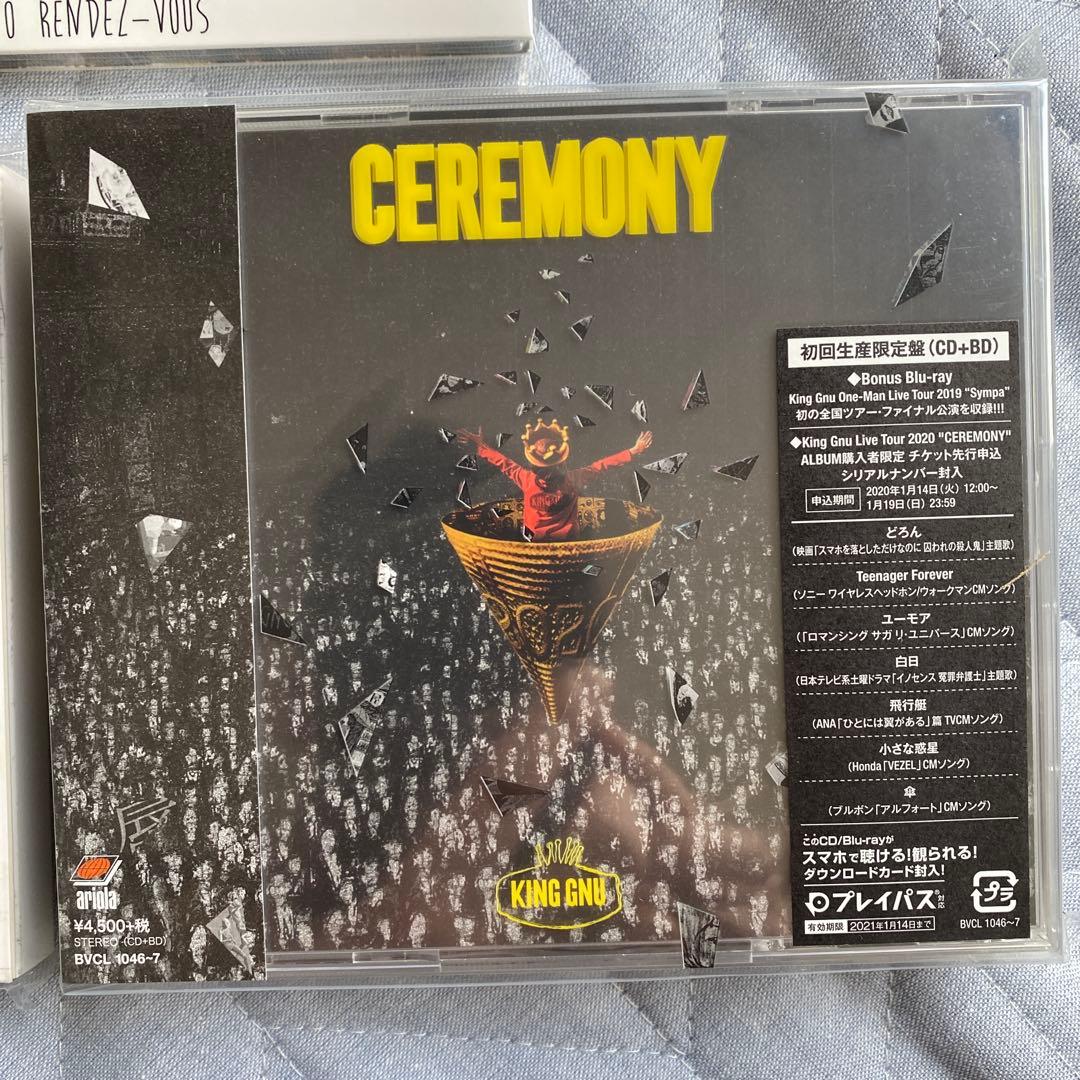 O RENDEZ-VOUS
CEREMONY
初回生産限定盤(CD+BD)
◆Bonus Blu-ray
King Gnu One-Man Live Tour 2019 "Sympa"
初の全国ツアー・ファイナル公演を収録!!!
◆King Gnu Live Tour 2020 "CEREMONY"
ALBUM購入者限定 チケット先行申込
シリアルナンバー封入
申込期間 2020年1月14日(火) 12:00~
1月19日(日) 23:59
どろん
(映画「スマホを落としただけなのに 囚われの殺人鬼」主題歌)
Teenager Forever
(ソニー ワイヤレスヘッドホン/ウォークマンCMソング)
ユーモア
(「ロマンシング サガ リ・ユニバース」CMソング)
白日
(日本テレビ系土曜ドラマ「イノセンス 冤罪弁護士」主題歌)
飛行艇
(ANA「ひとには翼がある」篇 TVCMソング)
小さな惑星
(Honda「VEZEL」CMソング)
傘
(ブルボン「アルフォート」CMソング)
このCD/Blu-rayが
スマホで聴ける!観られる!
ダウンロードカード封入!
プレイパス®対応
有効期限 2021年1月14日まで
プラ
BVCL 1046~7
KING GNU
KING GNU
ariola
¥4,500+税
STEREO (CD+BD)
BVCL 1046~7